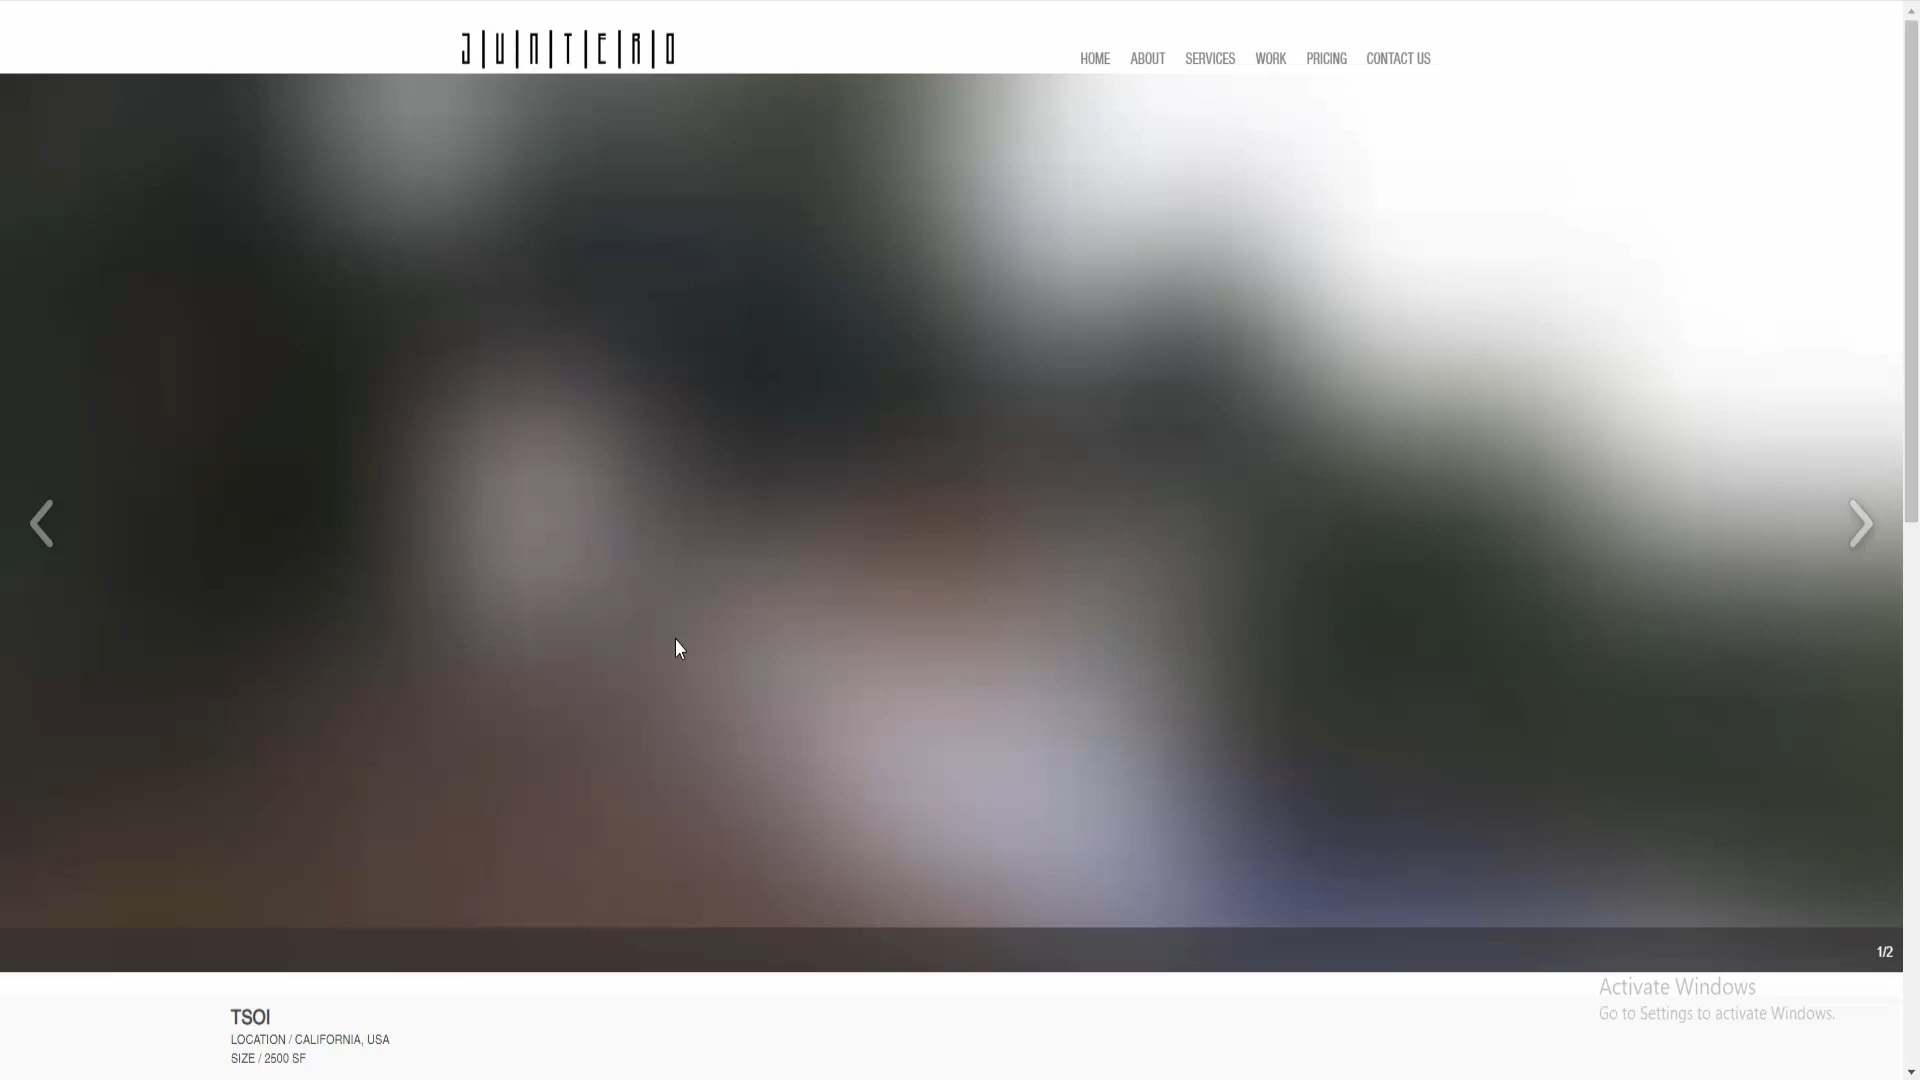 J|U|N|T|E|R|O
HOME ABOUT SERVICES WORK PRICING CONTACT US
1/2
Activate Windows
Go to Settings to activate Windows.
TSOI
LOCATION / CALIFORNIA, USA
SIZE / 2500 SF